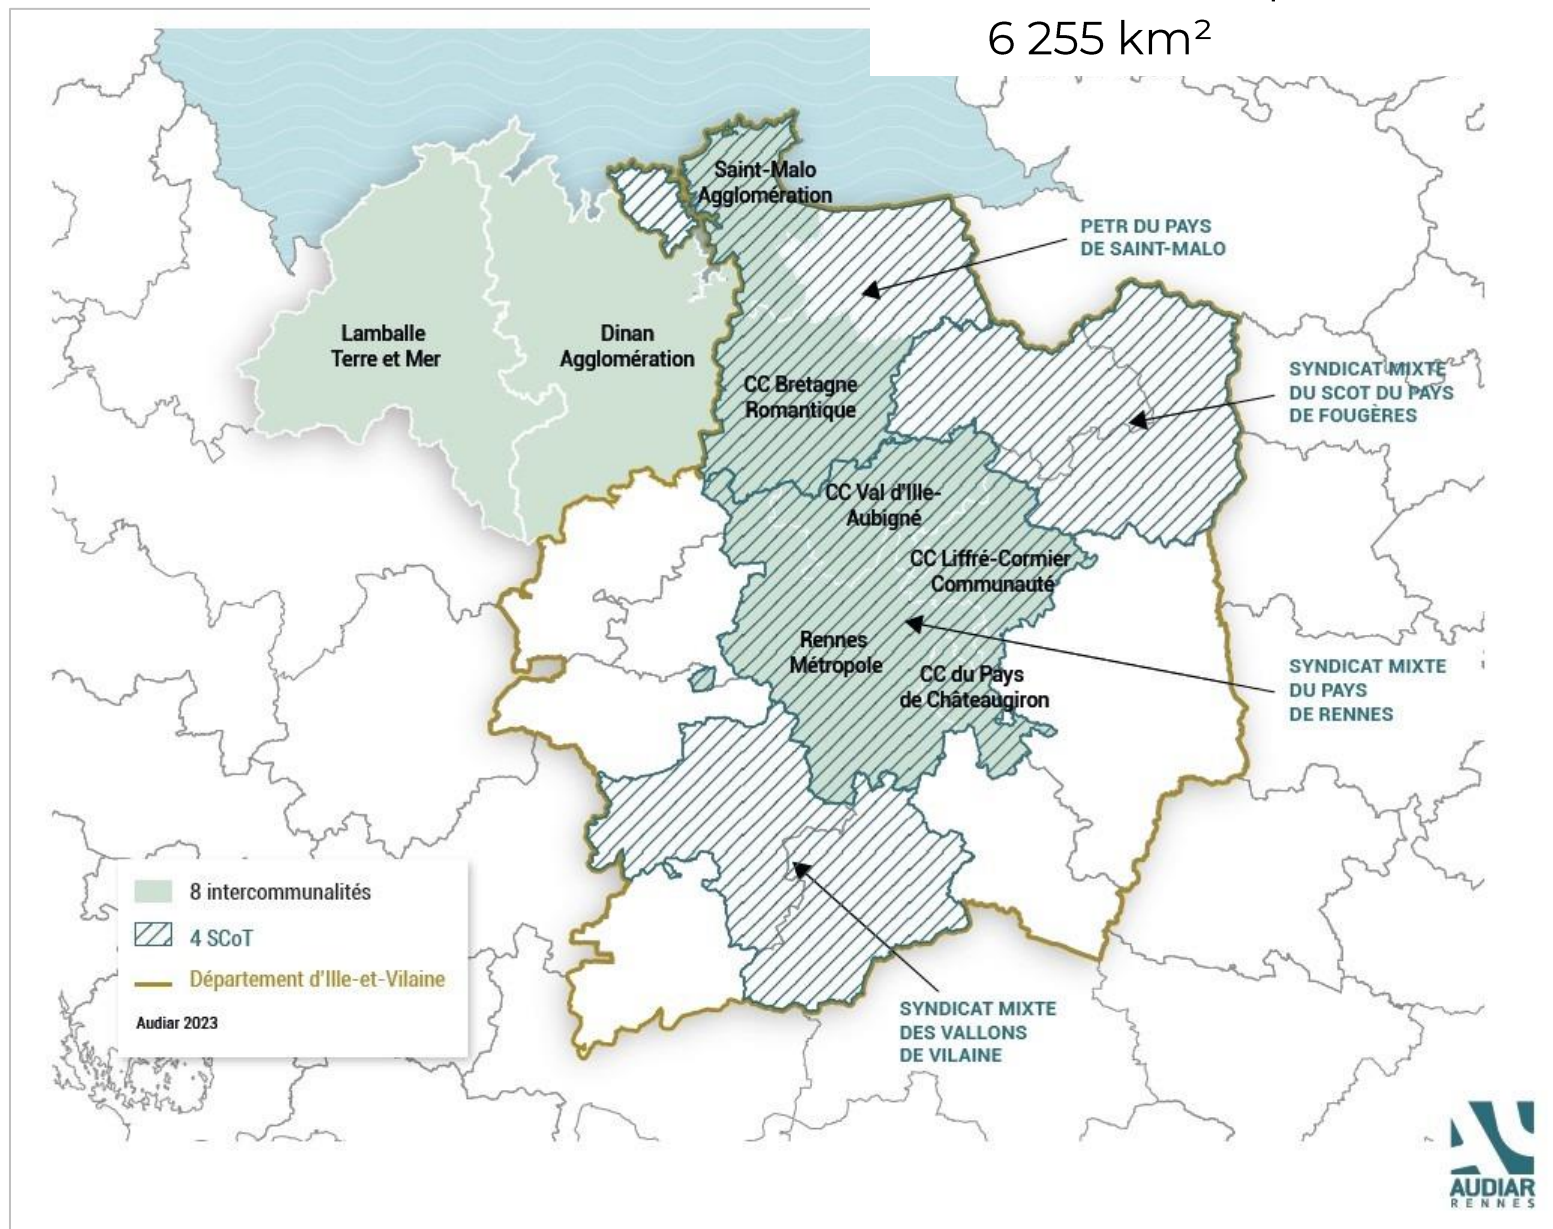 6 255 km²
Saint-Malo
Agglomération
PETR DU PAYS
DE SAINT-MALO
Lamballe
Terre et Mer
Dinan
Agglomération
CC Bretagne
Romantique
SYNDICAT MIXTE
DU SCOT DU PAYS
DE FOUGÈRES
CC Val d'Ille-
Aubigné
CC Liffré-Cormier
Communauté
Rennes
Métropole
CC du Pays
de Châteaugiron
SYNDICAT MIXTE
DU PAYS
DE RENNES
8 intercommunalités
4 SCoT
Département d'Ille-et-Vilaine
Audiar 2023
SYNDICAT MIXTE
DES VALLONS
DE VILAINE
AUDIAR
RENNES